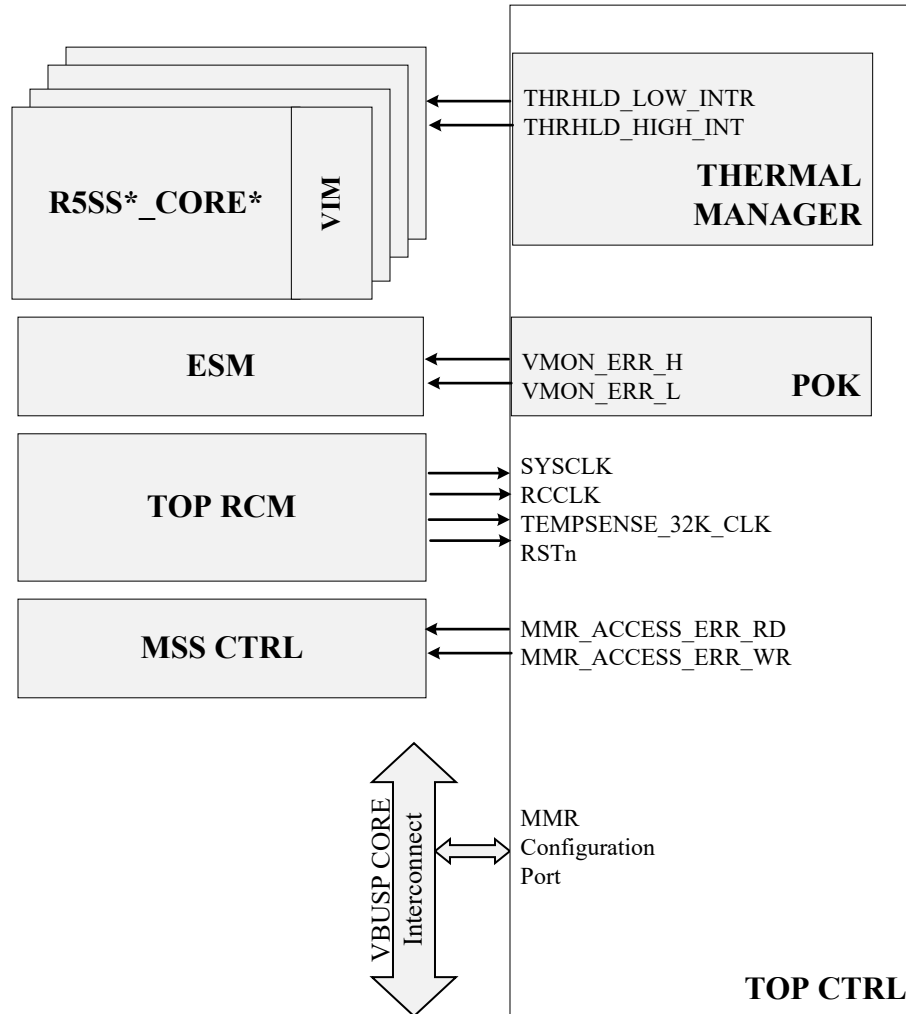 THRHLD_LOW_INTR
THRHLD_HIGH_INT
THERMAL
MANAGER
R5SS*_CORE*
VIM
ESM
VMON_ERR_H
VMON_ERR_L
POK
TOP RCM
SYSCLK
RCCLK
TEMPSENSE_32K_CLK
RSTn
MSS CTRL
MMR_ACCESS_ERR_RD
MMR_ACCESS_ERR_WR
VBUSP CORE
Interconnect
MMR
Configuration
Port
TOP CTRL